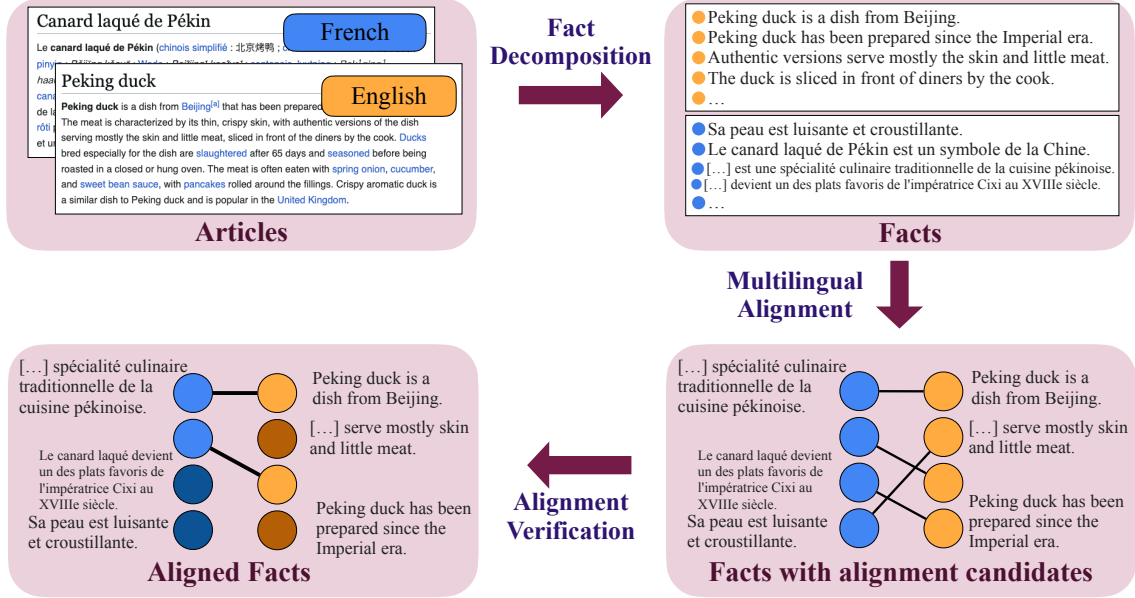 Canard laqué de Pékin
French
Le canard laqué de Pékin (chinois simplifié : 北京烤鸭 ;
Peking duck
English
Peking duck is a dish from Beijing[a] that has been prepared
The meat is characterized by its thin, crispy skin, with authentic versions of the dish
serving mostly the skin and little meat, sliced in front of the diners by the cook. Ducks
bred especially for the dish are slaughtered after 65 days and seasoned before being
roasted in a closed or hung oven. The meat is often eaten with spring onion, cucumber,
and sweet bean sauce, with pancakes rolled around the fillings. Crispy aromatic duck is
a similar dish to Peking duck and is popular in the United Kingdom.
Articles
Fact
Decomposition
Peking duck is a dish from Beijing.
Peking duck has been prepared since the Imperial era.
Authentic versions serve mostly the skin and little meat.
The duck is sliced in front of diners by the cook.
…
Sa peau est luisante et croustillante.
Le canard laqué de Pékin est un symbole de la Chine.
[…] est une spécialité culinaire traditionnelle de la cuisine pékinoise.
[…] devient un des plats favoris de l'impératrice Cixi au XVIIIe siècle.
…
Facts
Multilingual
Alignment
[…] spécialité culinaire
traditionnelle de la
cuisine pékinoise.
Le canard laqué devient
un des plats favoris de
l'impératrice Cixi au
XVIIIe siècle.
Sa peau est luisante
et croustillante.
Peking duck is a
dish from Beijing.
[…] serve mostly skin
and little meat.
Peking duck has been
prepared since the
Imperial era.
Aligned Facts
Alignment
Verification
[…] spécialité culinaire
traditionnelle de la
cuisine pékinoise.
Le canard laqué devient
un des plats favoris de
l'impératrice Cixi au
XVIIIe siècle.
Sa peau est luisante
et croustillante.
Peking duck is a
dish from Beijing.
[…] serve mostly skin
and little meat.
Peking duck has been
prepared since the
Imperial era.
Facts with alignment candidates